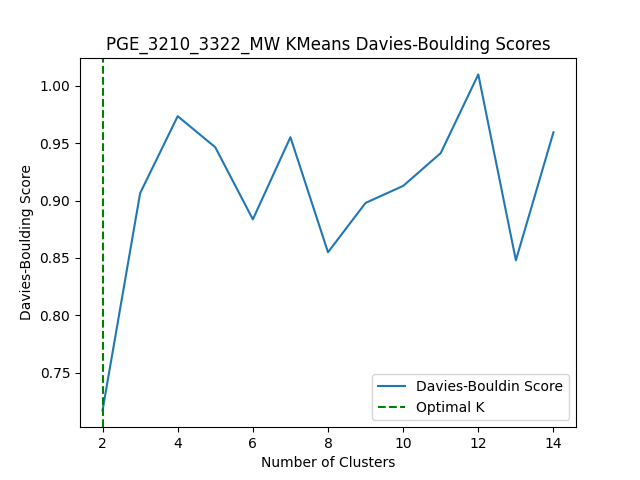 PGE_3210_3322_MW KMeans Davies-Boulding Scores
1.00
0.95
0.90
0.85
0.80
0.75
Davies-Boulding Score
Davies-Bouldin Score
Optimal K
2 4 6 8 10 12 14
Number of Clusters